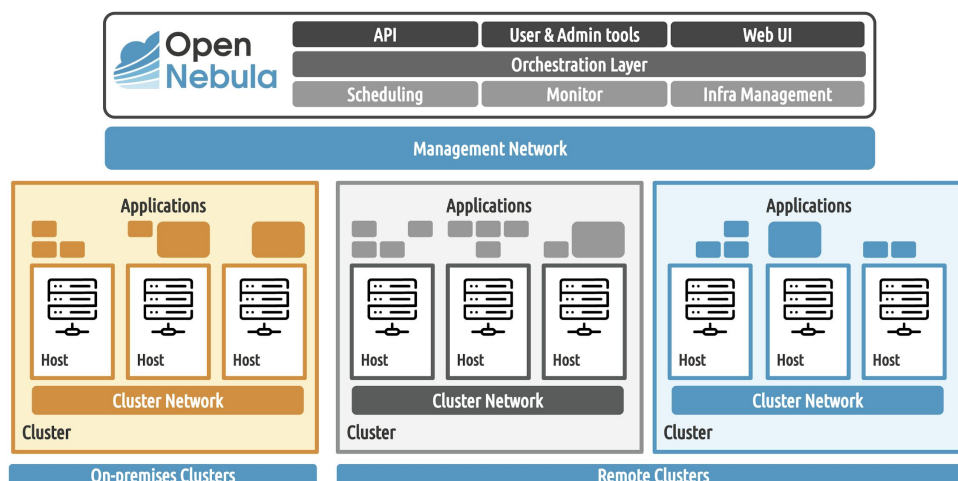 Open
Nebula
API
User & Admin tools
Web UI
Orchestration Layer
Scheduling
Monitor
Infra Management
Management Network
Applications
Applications
Applications
Host
Host
Host
Host
Host
Host
Host
Host
Host
Cluster Network
Cluster Network
Cluster Network
Cluster
Cluster
Cluster
On-premises Clusters
Remote Clusters